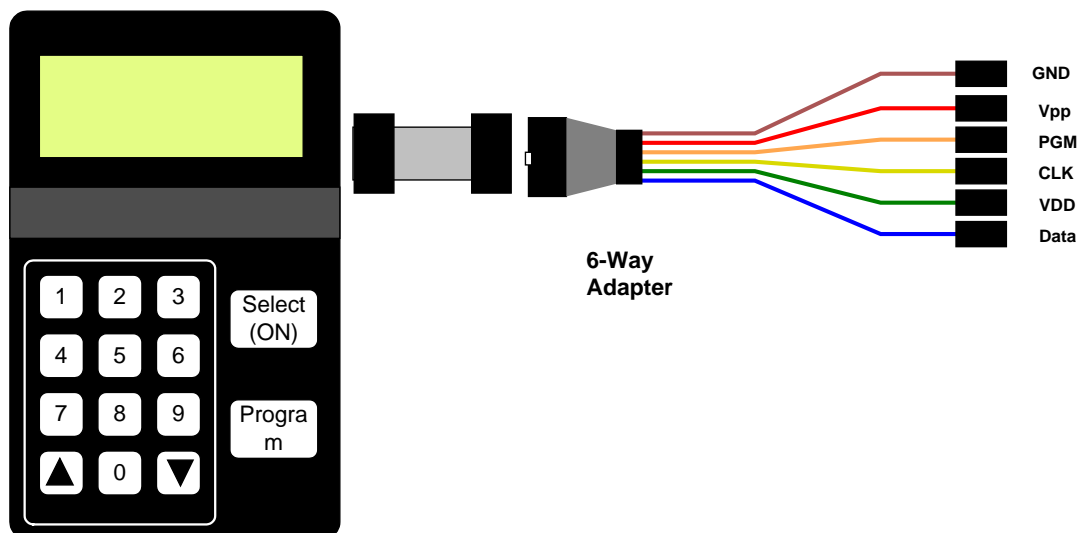 GND
Vpp
PGM
CLK
VDD
Data
6-Way
Adapter
1 2 3
Select
(ON)
4 5 6
7 8 9
Progra
m
0